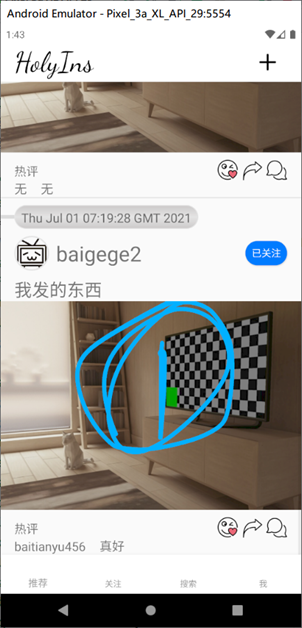 Android Emulator - Pixel_3a_XL_API_29:5554
1:43
HolyIns
热评
无 无
Thu Jul 01 07:19:28 GMT 2021
baigege2
已关注
我发的东西
热评
baitianyu456 真好
推荐 关注 搜索 我